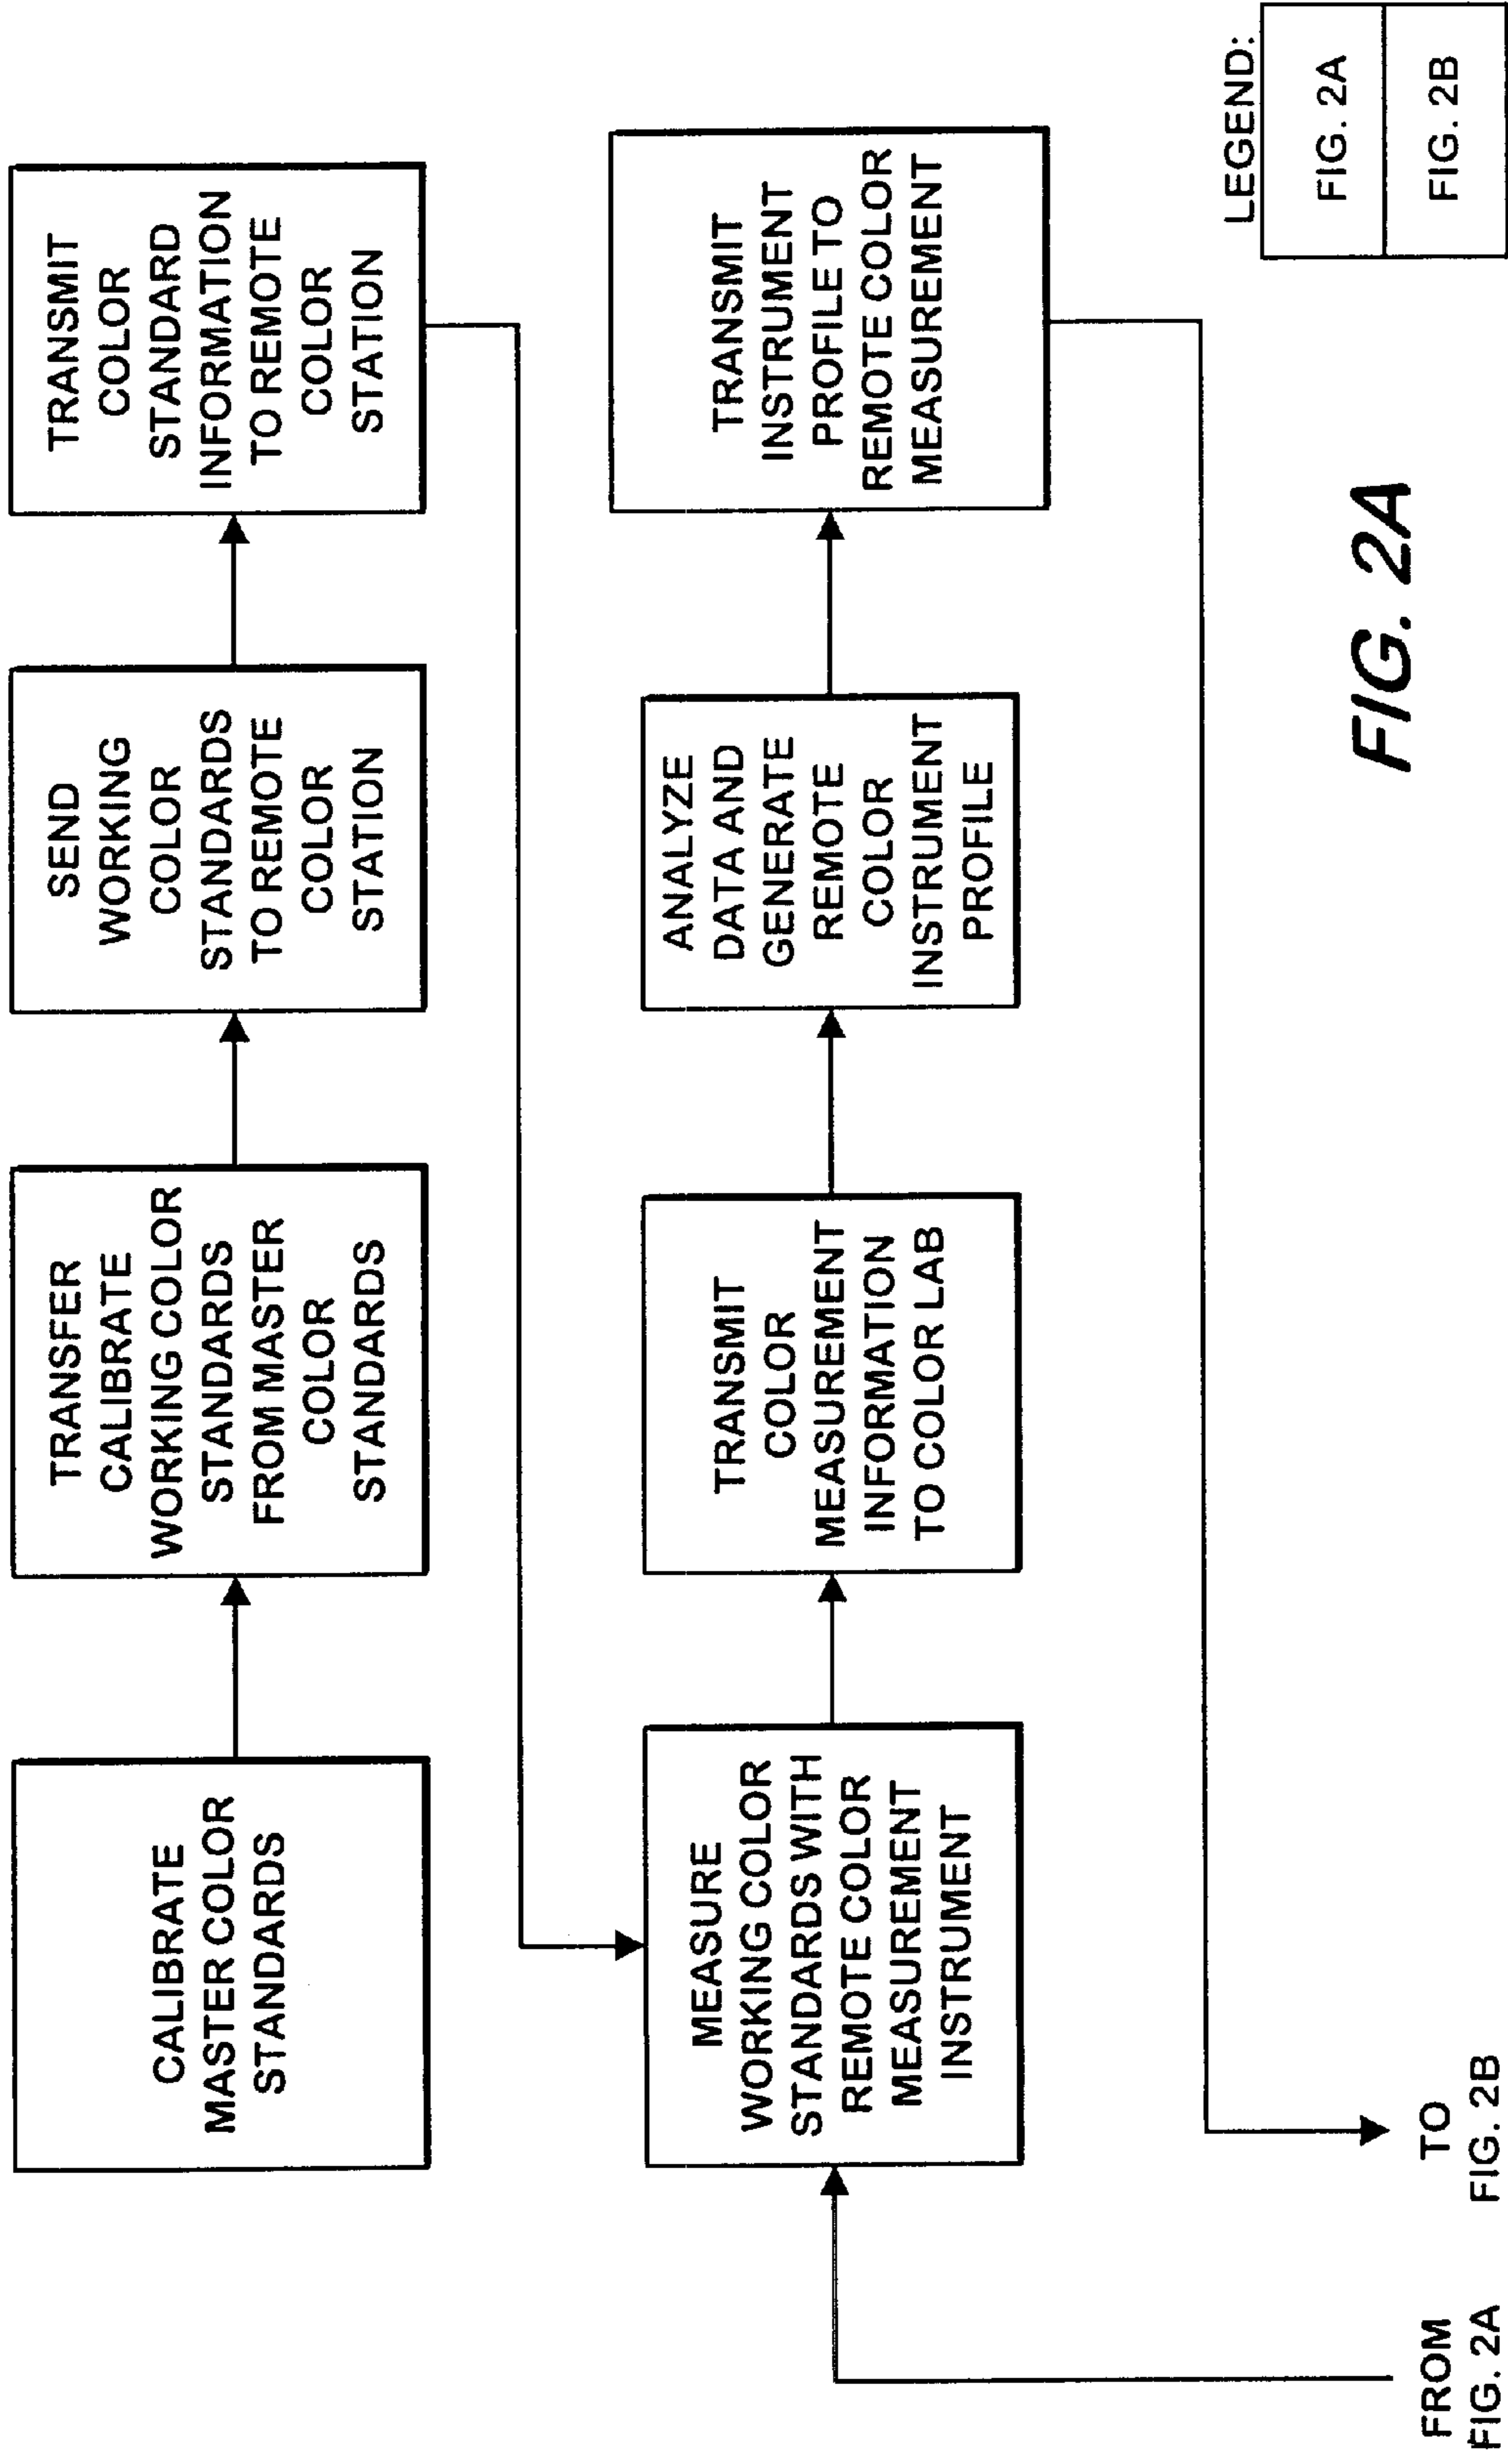 CALIBRATE
MASTER COLOR
STANDARDS
TRANSFER
CALIBRATE
WORKING COLOR
STANDARDS
FROM MASTER
COLOR
STANDARDS
SEND
WORKING
COLOR
STANDARDS
TO REMOTE
COLOR
STATION
TRANSMIT
COLOR
STANDARD
INFORMATION
TO REMOTE
COLOR
STATION
MEASURE
WORKING COLOR
STANDARDS WITH
REMOTE COLOR
MEASUREMENT
INSTRUMENT
TRANSMIT
COLOR
MEASUREMENT
INFORMATION
TO COLOR LAB
ANALYZE
DATA AND
GENERATE
REMOTE
COLOR
INSTRUMENT
PROFILE
TRANSMIT
INSTRUMENT
PROFILE TO
REMOTE COLOR
MEASUREMENT
FROM
FIG. 2A
TO
FIG. 2B
FIG. 2A
LEGEND:
FIG. 2A
FIG. 2B